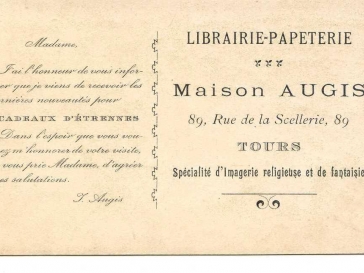 Madame,
J'ai l'honneur de vous infor-
mer que je viens de recevoir les
dernières nouveautés pour
CADEAUX D'ÉTRENNES
Dans l'espoir que vous vou-
drez m'honorer de votre visite,
vous prie Madame, d'agréer
mes salutations.
T. Augis
LIBRAIRIE-PAPETERIE
Maison AUGIS
89, Rue de la Scellerie, 89
TOURS
Spécialité d'Imagerie religieuse et de fantaisie